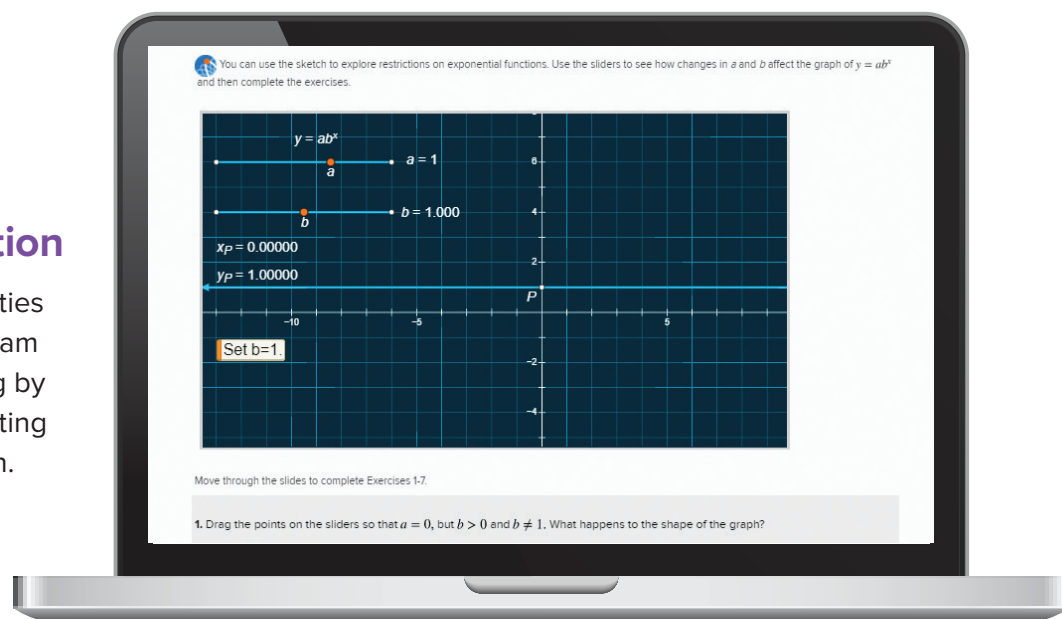 tion
ties
am
g by
ting
n.
You can use the sketch to explore restrictions on exponential functions. Use the sliders to see how changes in a and b affect the graph of y = abˣ
and then complete the exercises.
y = abˣ
a = 1
a
b = 1.000
b
xP = 0.00000
yP = 1.00000
P
6
4
2
-10
-5
5
-2
-4
Set b=1.
Move through the slides to complete Exercises 1-7.
1. Drag the points on the sliders so that a = 0, but b > 0 and b ≠ 1. What happens to the shape of the graph?